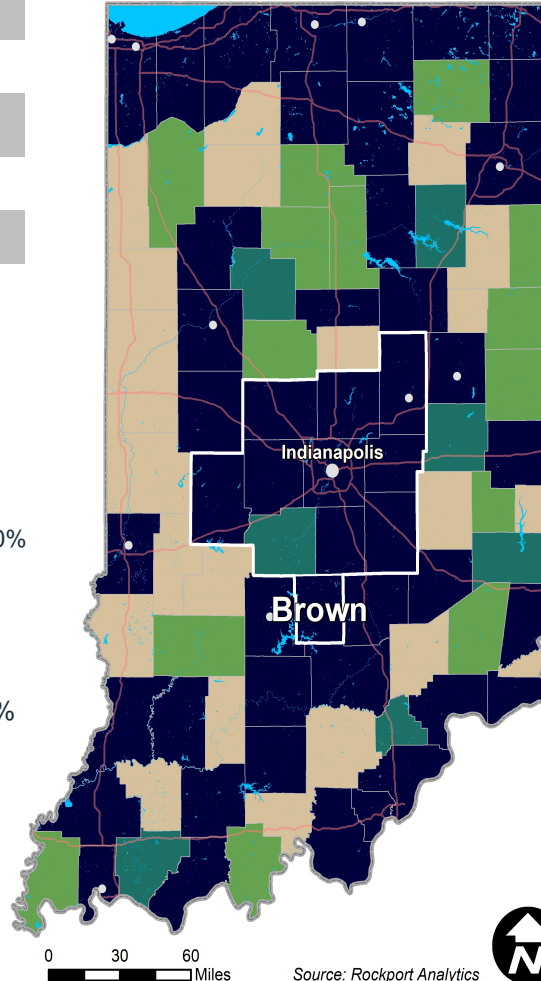 Indianapolis
0%
Brown
%
0 30 60
Miles
Source: Rockport Analytics
N